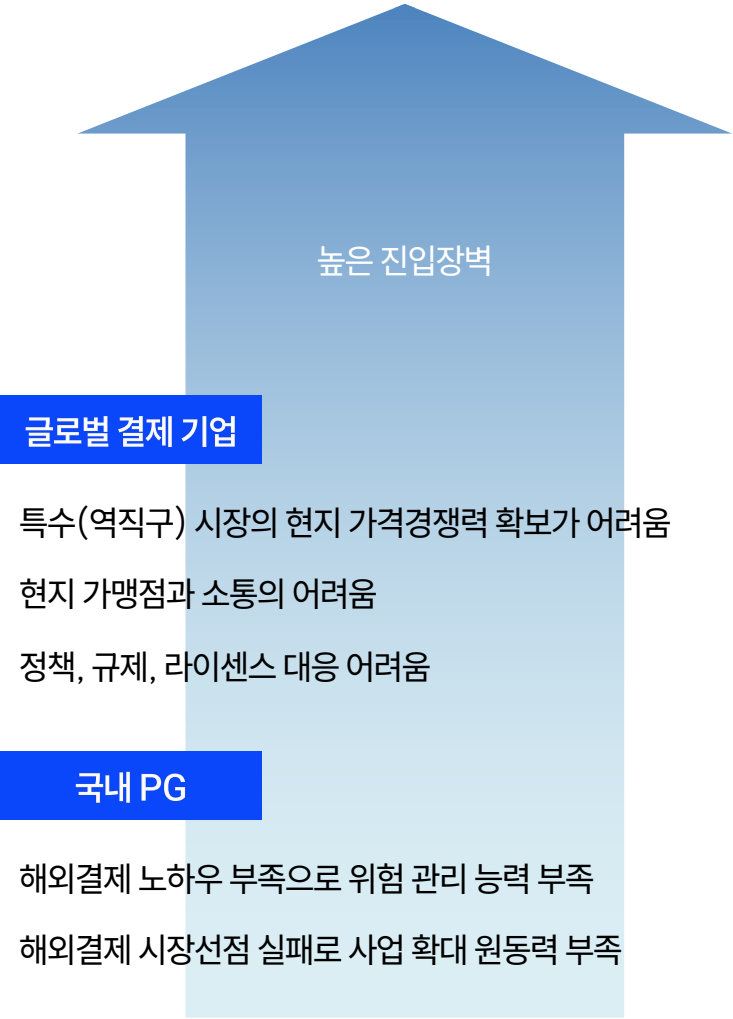 높은 진입장벽
글로벌 결제 기업
특수(역직구) 시장의 현지 가격경쟁력 확보가 어려움
현지 가맹점과 소통의 어려움
정책, 규제, 라이센스 대응 어려움
국내 PG
해외결제 노하우 부족으로 위험 관리 능력 부족
해외결제 시장선점 실패로 사업 확대 원동력 부족